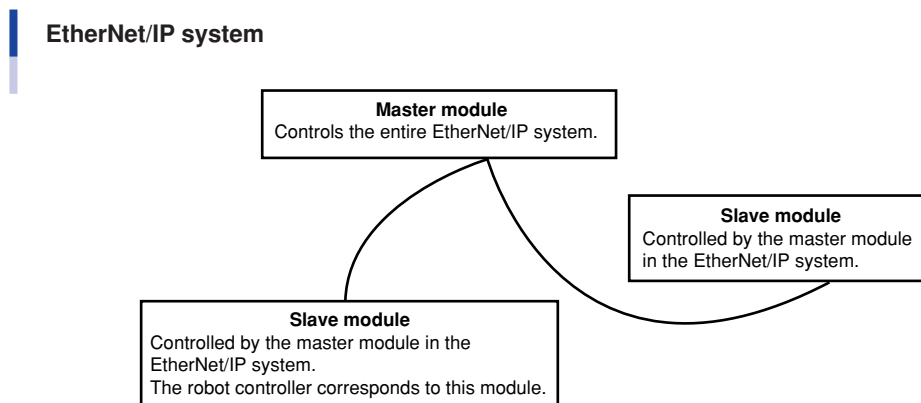 EtherNet/IP system
Master module
Controls the entire EtherNet/IP system.
Slave module
Controlled by the master module
in the EtherNet/IP system.
Slave module
Controlled by the master module in the
EtherNet/IP system.
The robot controller corresponds to this module.